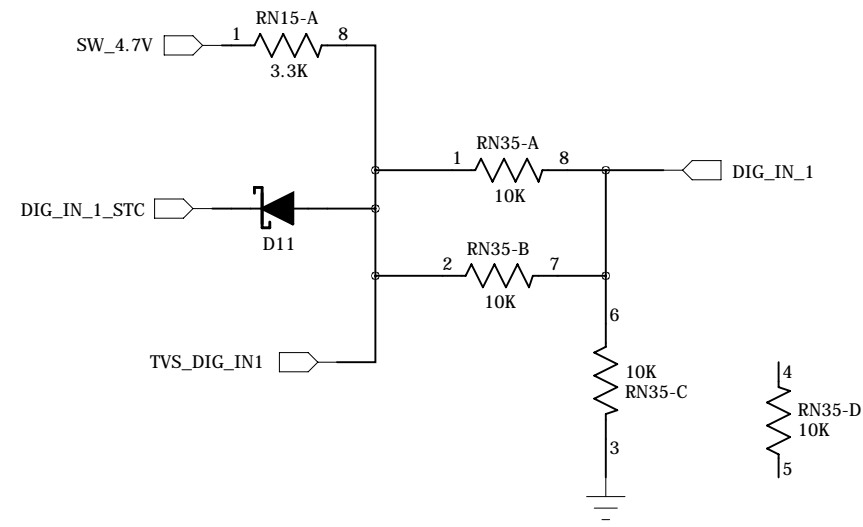 RN15-A
SW_4.7V
1
8
3.3K
RN35-A
1
8
DIG_IN_1
10K
DIG_IN_1_STC
D11
RN35-B
2
7
10K
6
TVS_DIG_IN1
10K
RN35-C
3
4
RN35-D
10K
5